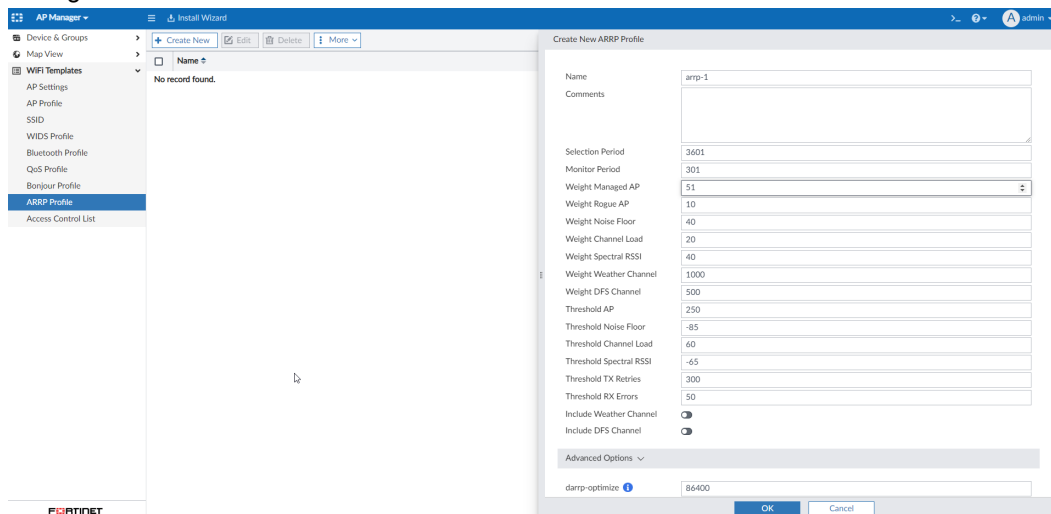 AP Manager
Install Wizard
admin
Device & Groups
Map View
WiFi Templates
AP Settings
AP Profile
SSID
WIDS Profile
Bluetooth Profile
QoS Profile
Bonjour Profile
ARRP Profile
Access Control List
FORTINET
+ Create New
Edit
Delete
More
Name
No record found.
Create New ARRP Profile
Name arrp-1
Comments
Selection Period 3601
Monitor Period 301
Weight Managed AP 51
Weight Rogue AP 10
Weight Noise Floor 40
Weight Channel Load 20
Weight Spectral RSSI 40
Weight Weather Channel 1000
Weight DFS Channel 500
Threshold AP 250
Threshold Noise Floor -85
Threshold Channel Load 60
Threshold Spectral RSSI -65
Threshold TX Retries 300
Threshold RX Errors 50
Include Weather Channel
Include DFS Channel
Advanced Options
darrp-optimize 86400
OK
Cancel